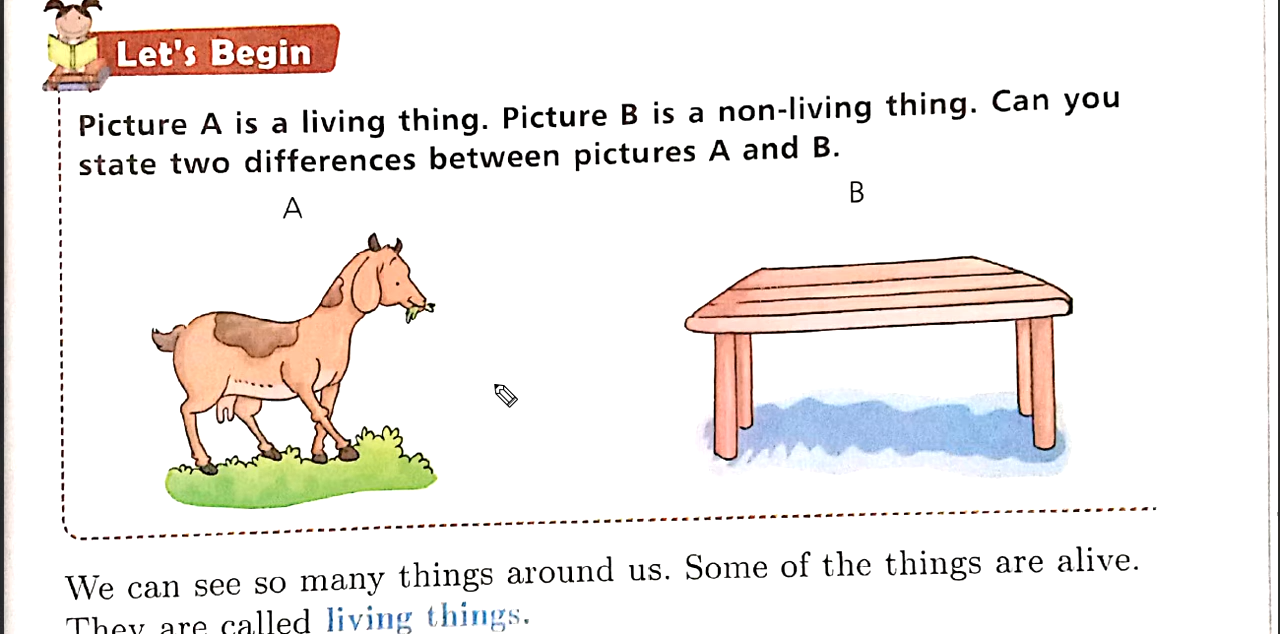 Let's Begin
Picture A is a living thing. Picture B is a non-living thing. Can you
state two differences between pictures A and B.
A
B
We can see so many things around us. Some of the things are alive.
They are called living things.